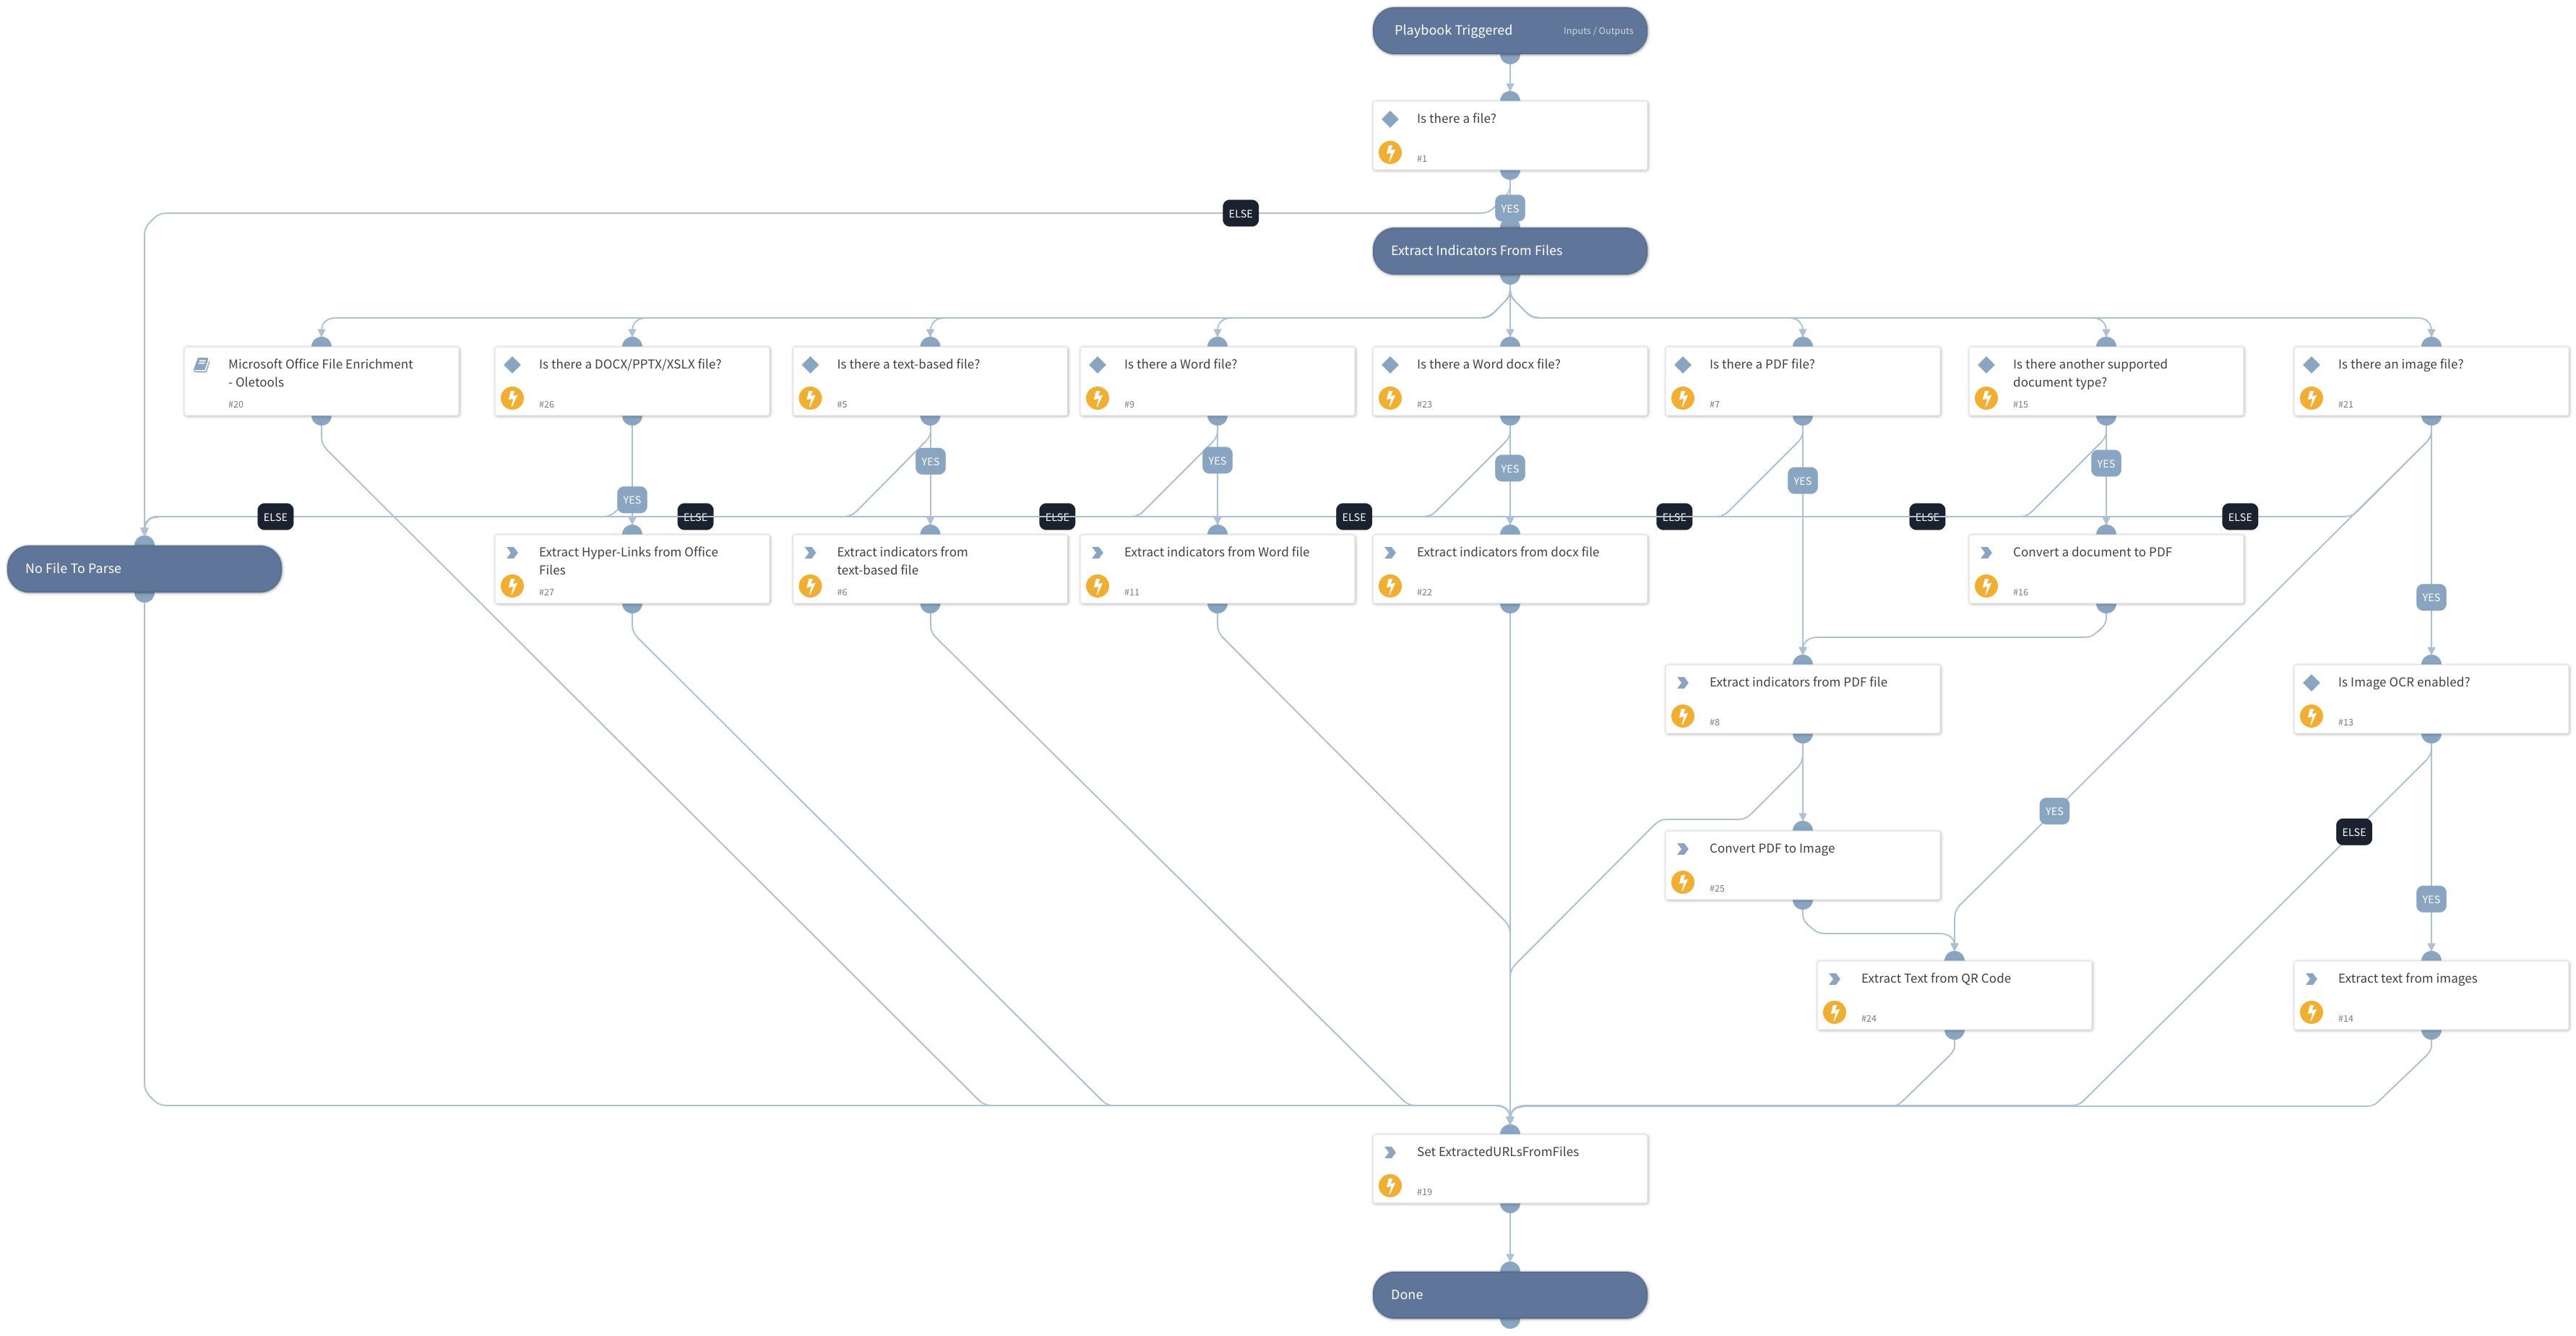 Playbook Triggered
Inputs / Outputs
Is there a file?
#1
ELSE
YES
Extract Indicators From Files
Microsoft Office File Enrichment
- Oletools
#20
Is there a DOCX/PPTX/XSLX file?
#26
Is there a text-based file?
#5
Is there a Word file?
#9
Is there a Word docx file?
#23
Is there a PDF file?
#7
Is there another supported
document type?
#15
Is there an image file?
#21
YES
YES
YES
YES
YES
YES
ELSE
ELSE
ELSE
ELSE
ELSE
ELSE
ELSE
No File To Parse
Extract Hyper-Links from Office
Files
#27
Extract indicators from
text-based file
#6
Extract indicators from Word file
#11
Extract indicators from docx file
#22
Convert a document to PDF
#16
YES
Extract indicators from PDF file
#8
Is Image OCR enabled?
#13
YES
ELSE
Convert PDF to Image
#25
YES
Extract Text from QR Code
#24
Extract text from images
#14
Set ExtractedURLsFromFiles
#19
Done